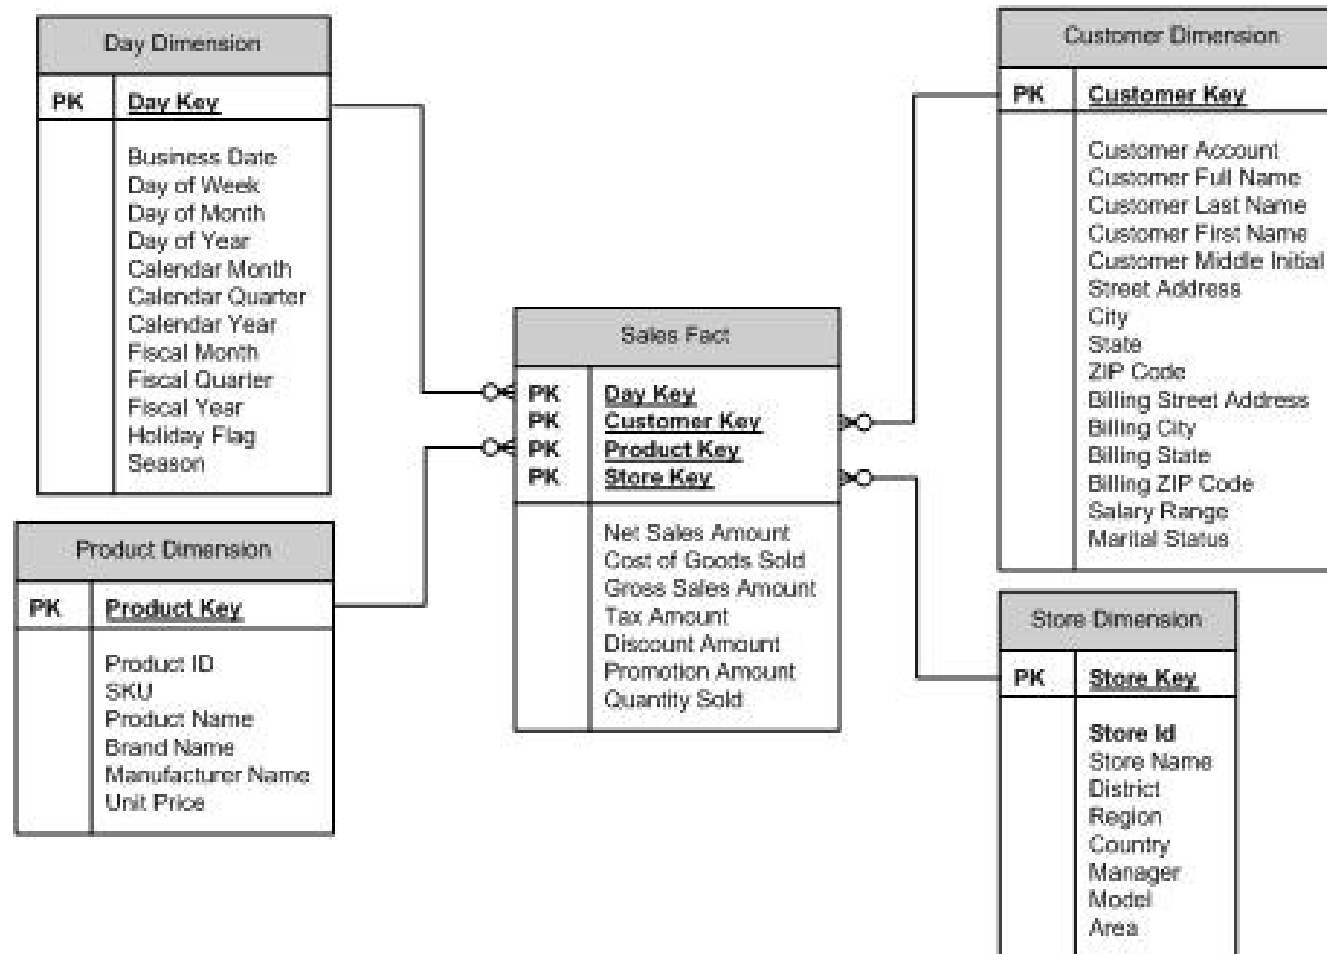 Day Dimension
PK Day Key
Business Date
Day of Week
Day of Month
Day of Year
Calendar Month
Calendar Quarter
Calendar Year
Fiscal Month
Fiscal Quarter
Fiscal Year
Holiday Flag
Season
Product Dimension
PK Product Key
Product ID
SKU
Product Name
Brand Name
Manufacturer Name
Unit Price
Sales Fact
PK Day Key
PK Customer Key
PK Product Key
PK Store Key
Net Sales Amount
Cost of Goods Sold
Gross Sales Amount
Tax Amount
Discount Amount
Promotion Amount
Quantity Sold
Customer Dimension
PK Customer Key
Customer Account
Customer Full Name
Customer Last Name
Customer First Name
Customer Middle Initial
Street Address
City
State
ZIP Code
Billing Street Address
Billing City
Billing State
Billing ZIP Code
Salary Range
Marital Status
Store Dimension
PK Store Key
Store Id
Store Name
District
Region
Country
Manager
Model
Area